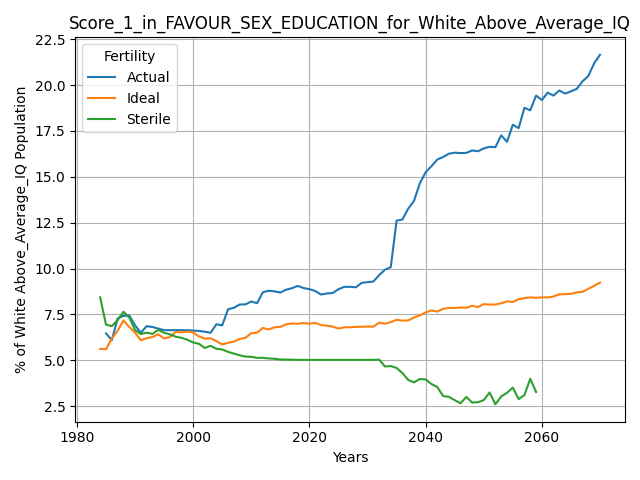 Score_1_in_FAVOUR_SEX_EDUCATION_for_White_Above_Average_IQ
% of White Above_Average_IQ Population
22.5
20.0
17.5
15.0
12.5
10.0
7.5
5.0
2.5
Fertility
Actual
Ideal
Sterile
1980
2000
2020
2040
2060
Years